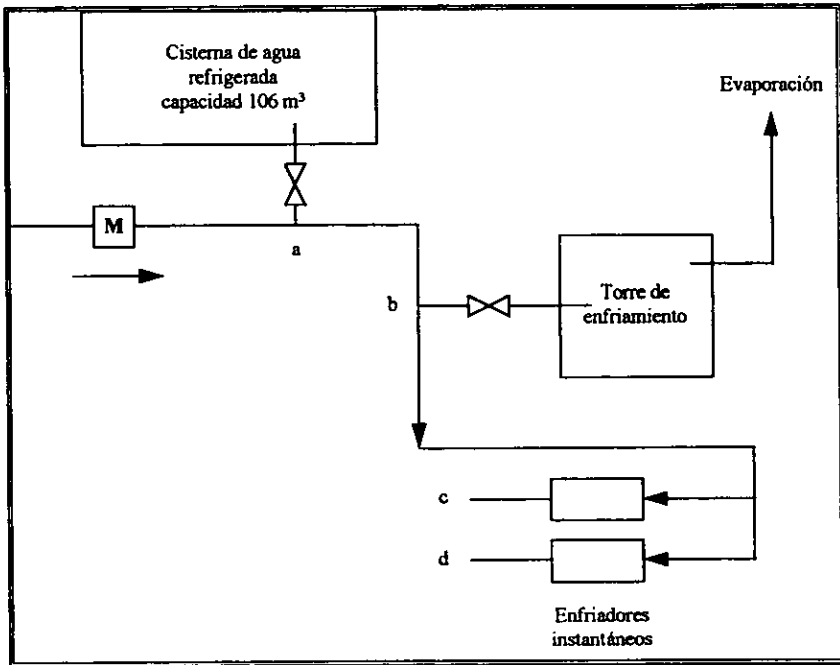 Cisterna de agua
refrigerada
capacidad 106 m³
Evaporación
M
a
b
Torre de
enfriamiento
c
d
Enfriadores
instantáneos